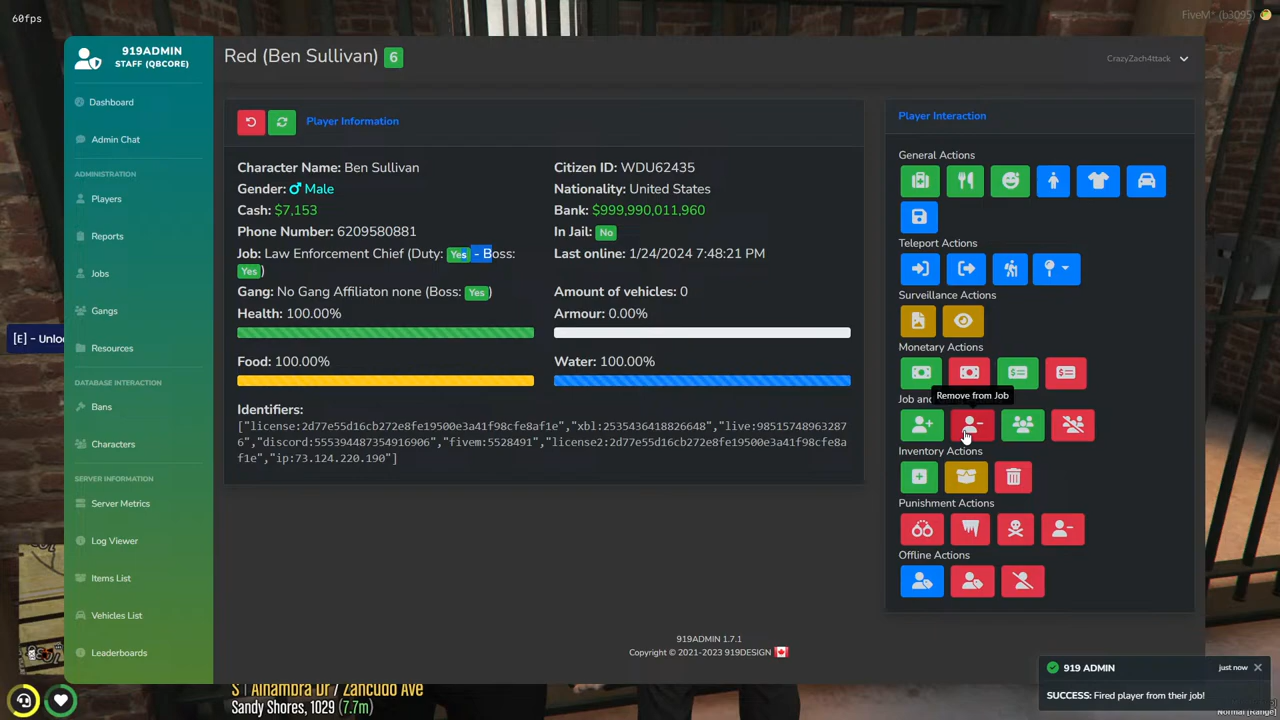 60fps
FiveM* (b3095)
919ADMIN
STAFF (QBCORE)
Red (Ben Sullivan) 6
CrazyZach4ttack
Dashboard
Admin Chat
ADMINISTRATION
Players
Reports
Jobs
Gangs
Resources
DATABASE INTERACTION
Bans
Characters
SERVER INFORMATION
Server Metrics
Log Viewer
Items List
Vehicles List
Leaderboards
Player Information
Character Name: Ben Sullivan
Gender: Male
Cash: $7,153
Phone Number: 6209580881
Job: Law Enforcement Chief (Duty: Yes - Boss:
Yes)
Gang: No Gang Affiliaton none (Boss: Yes)
Health: 100.00%
Food: 100.00%
Citizen ID: WDU62435
Nationality: United States
Bank: $999,990,011,960
In Jail: No
Last online: 1/24/2024 7:48:21 PM
Amount of vehicles: 0
Armour: 0.00%
Water: 100.00%
Identifiers:
["license:2d77e55d16cb272e8fe19500e3a41f98cfe8af1e","xbl:2535436418826648","live:98515748963287
6","discord:555394487354916906","fivem:5528491","license2:2d77e55d16cb272e8fe19500e3a41f98cfe8a
f1e","ip:73.124.220.190"]
Player Interaction
General Actions
Teleport Actions
Surveillance Actions
Monetary Actions
Remove from Job
Job and
Inventory Actions
Punishment Actions
Offline Actions
919ADMIN 1.7.1
Copyright © 2021-2023 919DESIGN
[E] - Unloc
S | Alhambra Dr / Zancudo Ave
Sandy Shores, 1029 (7.7m)
919 ADMIN just now
SUCCESS: Fired player from their job!
Normal [Range]